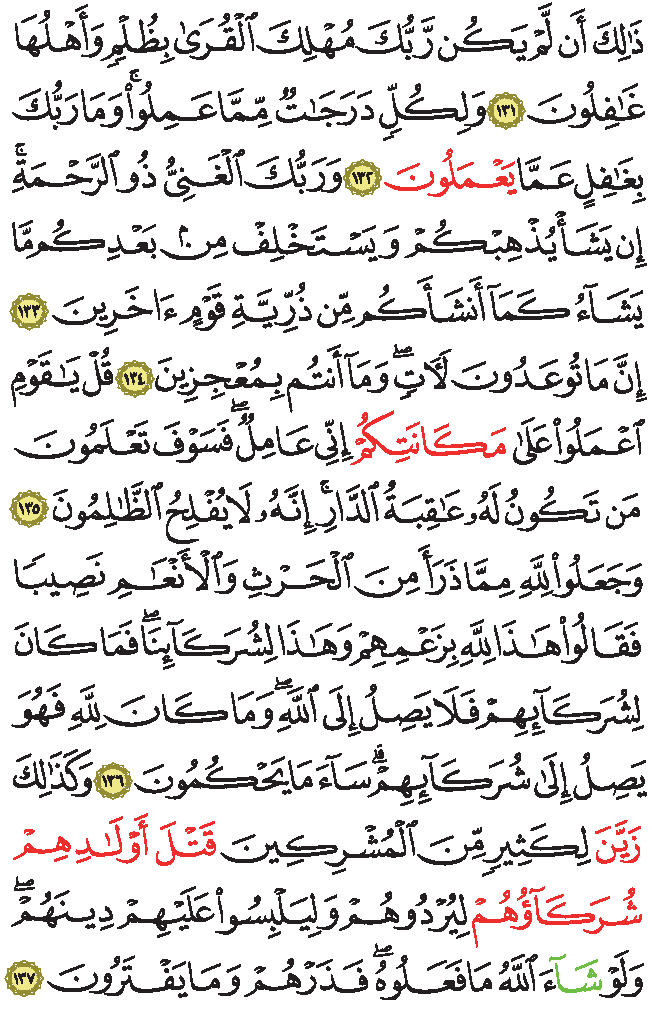 ذَٰلِكَ أَن لَّمْ يَكُن رَّبُّكَ مُهْلِكَ ٱلْقُرَىٰ بِظُلْمٍ وَأَهْلُهَا
غَٰفِلُونَ ١٣١ وَلِكُلٍّ دَرَجَٰتٌ مِّمَّا عَمِلُوا۟ ۚ وَمَا رَبُّكَ
بِغَٰفِلٍ عَمَّا يَعْمَلُونَ ١٣٢ وَرَبُّكَ ٱلْغَنِىُّ ذُو ٱلرَّحْمَةِ ۚ
إِن يَشَأْ يُذْهِبْكُمْ وَيَسْتَخْلِفْ مِنۢ بَعْدِكُم مَّا
يَشَآءُ كَمَآ أَنشَأَكُم مِّن ذُرِّيَّةِ قَوْمٍ ءَاخَرِينَ ١٣٣
إِنَّ مَا تُوعَدُونَ لَءَاتٍ ۖ وَمَآ أَنتُم بِمُعْجِزِينَ ١٣٤ قُلْ يَٰقَوْمِ
ٱعْمَلُوا۟ عَلَىٰ مَكَانَتِكُمْ إِنِّى عَامِلٌ ۖ فَسَوْفَ تَعْلَمُونَ
مَن تَكُونُ لَهُۥ عَٰقِبَةُ ٱلدَّارِ ۚ إِنَّهُۥ لَا يُفْلِحُ ٱلظَّٰلِمُونَ ١٣٥
وَجَعَلُوا۟ لِلَّهِ مِمَّا ذَرَأَ مِنَ ٱلْحَرْثِ وَٱلْأَنْعَٰمِ نَصِيبًا
فَقَالُوا۟ هَٰذَا لِلَّهِ بِزَعْمِهِمْ وَهَٰذَا لِشُرَكَآئِنَا ۖ فَمَا كَانَ
لِشُرَكَآئِهِمْ فَلَا يَصِلُ إِلَى ٱللَّهِ ۖ وَمَا كَانَ لِلَّهِ فَهُوَ
يَصِلُ إِلَىٰ شُرَكَآئِهِمْ ۗ سَآءَ مَا يَحْكُمُونَ ١٣٦ وَكَذَٰلِكَ
زَيَّنَ لِكَثِيرٍ مِّنَ ٱلْمُشْرِكِينَ قَتْلَ أَوْلَٰدِهِمْ
شُرَكَآؤُهُمْ لِيُرْدُوهُمْ وَلِيَلْبِسُوا۟ عَلَيْهِمْ دِينَهُمْ ۖ
وَلَوْ شَآءَ ٱللَّهُ مَا فَعَلُوهُ ۖ فَذَرْهُمْ وَمَا يَفْتَرُونَ ١٣٧